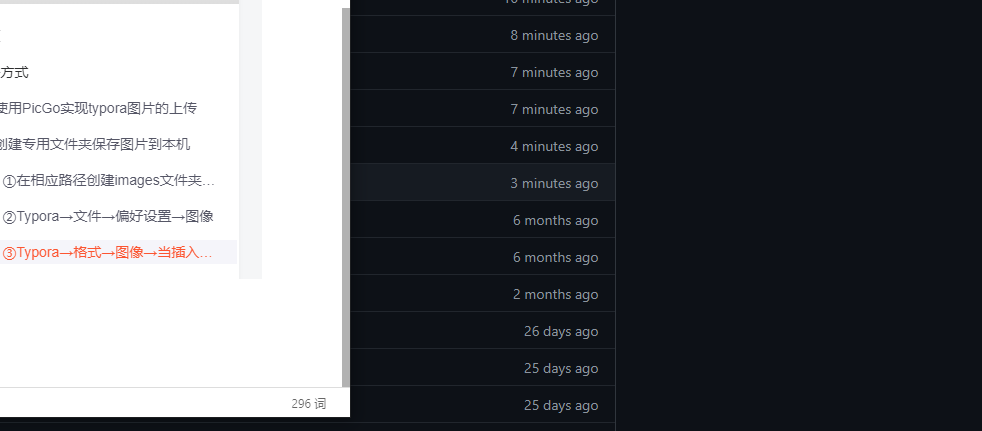 方式
使用PicGo实现typora图片的上传
创建专用文件夹保存图片到本机
①在相应路径创建images文件夹…
②Typora→文件→偏好设置→图像
③Typora→格式→图像→当插入…
296 词
10 minutes ago
8 minutes ago
7 minutes ago
7 minutes ago
4 minutes ago
3 minutes ago
6 months ago
6 months ago
2 months ago
26 days ago
25 days ago
25 days ago